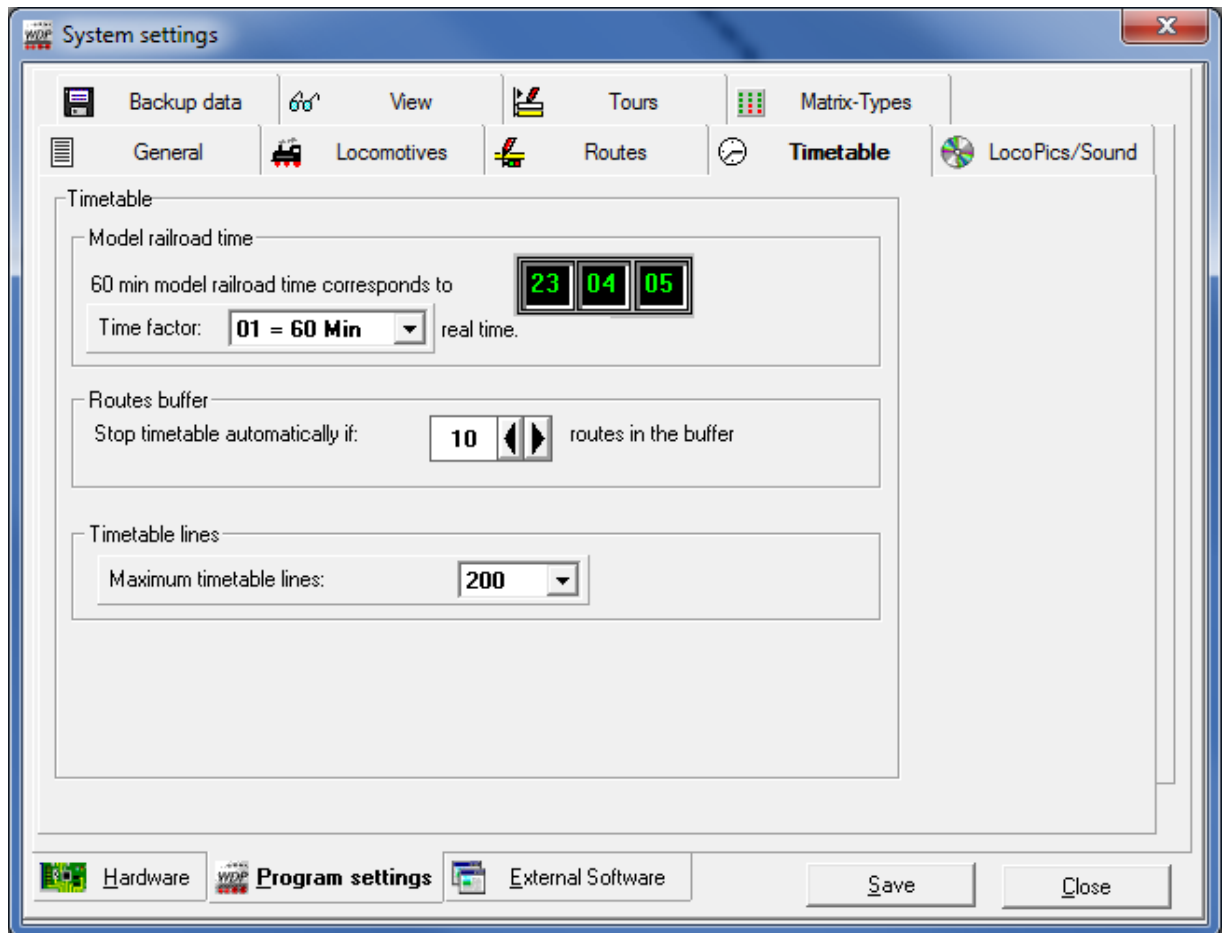 WDP System settings
Backup data View Tours Matrix-Types
General Locomotives Routes Timetable LocoPics/Sound
Timetable
Model railroad time
60 min model railroad time corresponds to 23 04 05
Time factor: 01 = 60 Min real time.
Routes buffer
Stop timetable automatically if: 10 routes in the buffer
Timetable lines
Maximum timetable lines: 200
Hardware WDP Program settings External Software Save Close